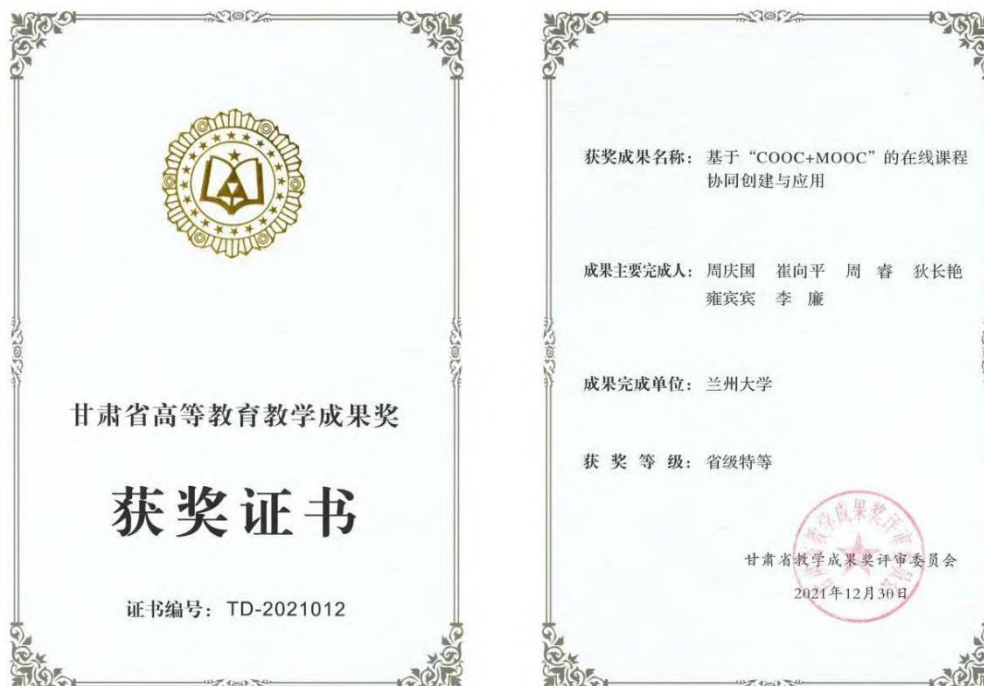 甘肃省高等教育教学成果奖
获奖证书
证书编号：TD-2021012
获奖成果名称：基于“COOC+MOOC”的在线课程
协同创建与应用
成果主要完成人：周庆国 崔向平 周 睿 狄长艳
雍宾宾 李 廉
成果完成单位：兰州大学
获 奖 等 级：省级特等
甘肃省教学成果奖评审委员会
2021年12月30日